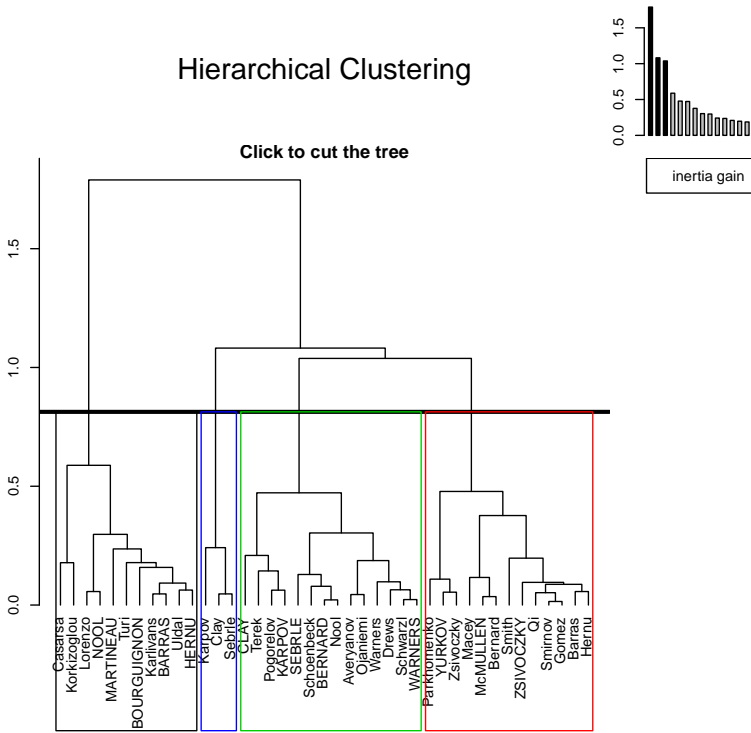 Hierarchical Clustering
0.0
0.5
1.0
1.5
inertia gain
Click to cut the tree
0.0
0.5
1.0
1.5
Casarsa
Korkizoglou
Lorenzo
NOOL
MARTINEAU
Turi
BOURGUIGNON
Karlivans
BARRAS
Uldal
HERNU
Karpov
Clay
Sebrle
CLAY
Terek
Pogorelov
KARPOV
SEBRLE
Schoenbeck
BERNARD
Nool
Averyanov
Ojaniemi
Warners
Drews
Schwarzl
WARNERS
Parkhomenko
YURKOV
Zsivoczky
Macey
McMULLEN
Bernard
Smith
ZSIVOCZKY
Qi
Smirnov
Gomez
Barras
Hernu